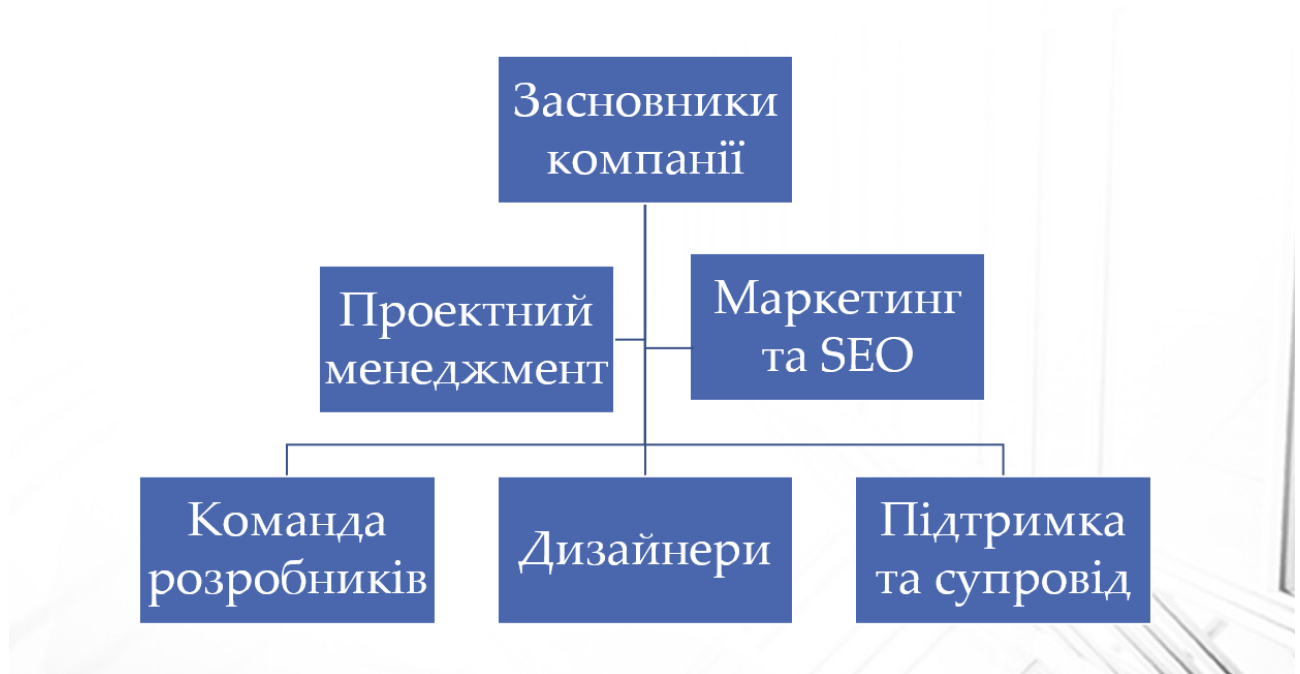 Засновники
компанії
Проектний
менеджмент
Маркетинг
та SEO
Команда
розробників
Дизайнери
Підтримка
та супровід